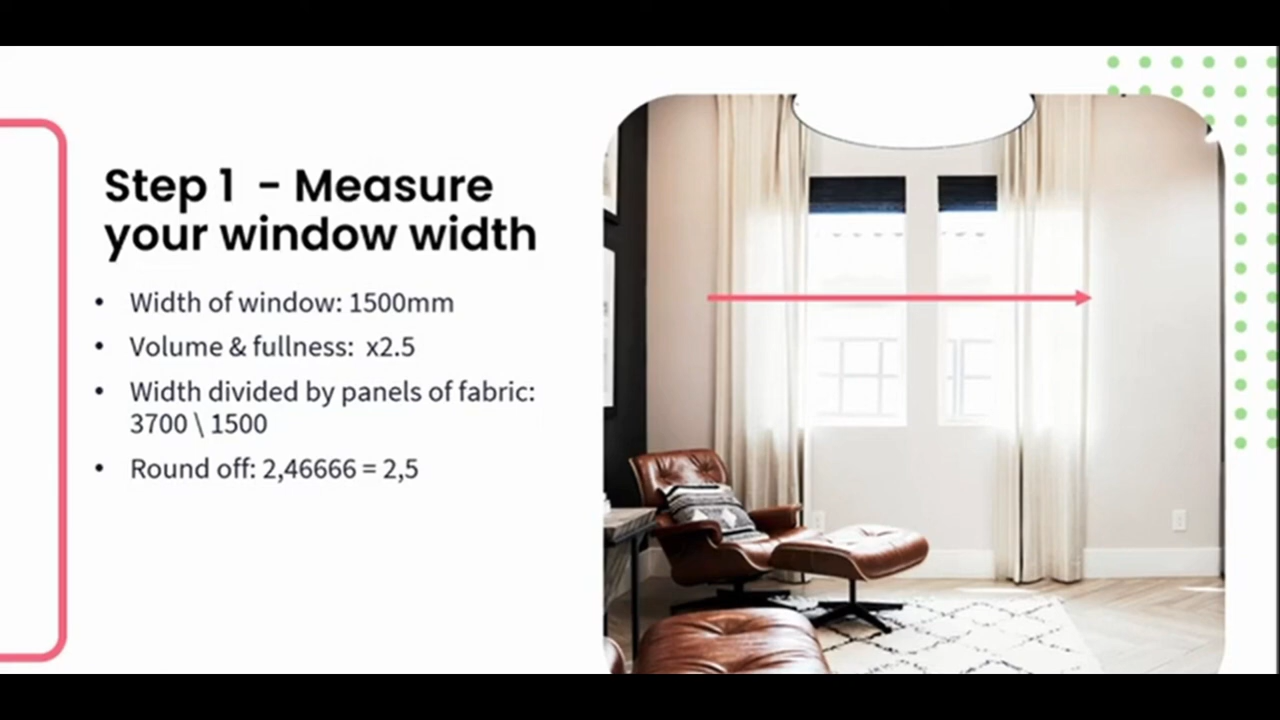 Step 1 - Measure
your window width
• Width of window: 1500mm
• Volume & fullness: x2.5
• Width divided by panels of fabric:
3700 \ 1500
• Round off: 2,46666 = 2,5